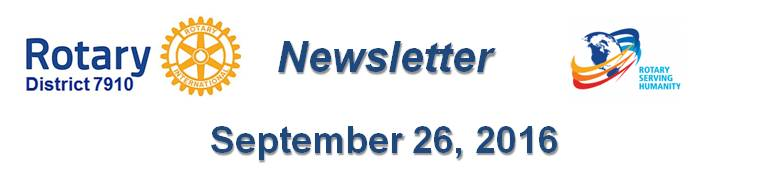 Rotary
District 7910
ROTARY
INTERNATIONAL
Newsletter
ROTARY
SERVING
HUMANITY
September 26, 2016